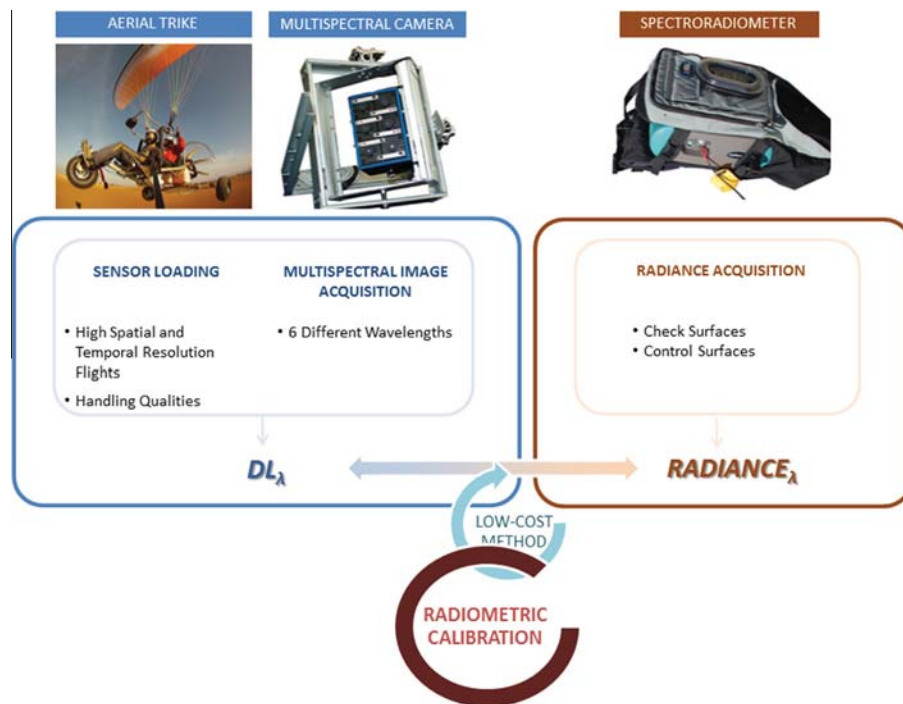 AERIAL TRIKE
MULTISPECTRAL CAMERA
SPECTRORADIOMETER
SENSOR LOADING
• High Spatial and
Temporal Resolution
Flights
• Handling Qualities
MULTISPECTRAL IMAGE
ACQUISITION
• 6 Different Wavelengths
RADIANCE ACQUISITION
• Check Surfaces
• Control Surfaces
DLλ
RADIANCEλ
LOW-COST
METHOD
RADIOMETRIC
CALIBRATION